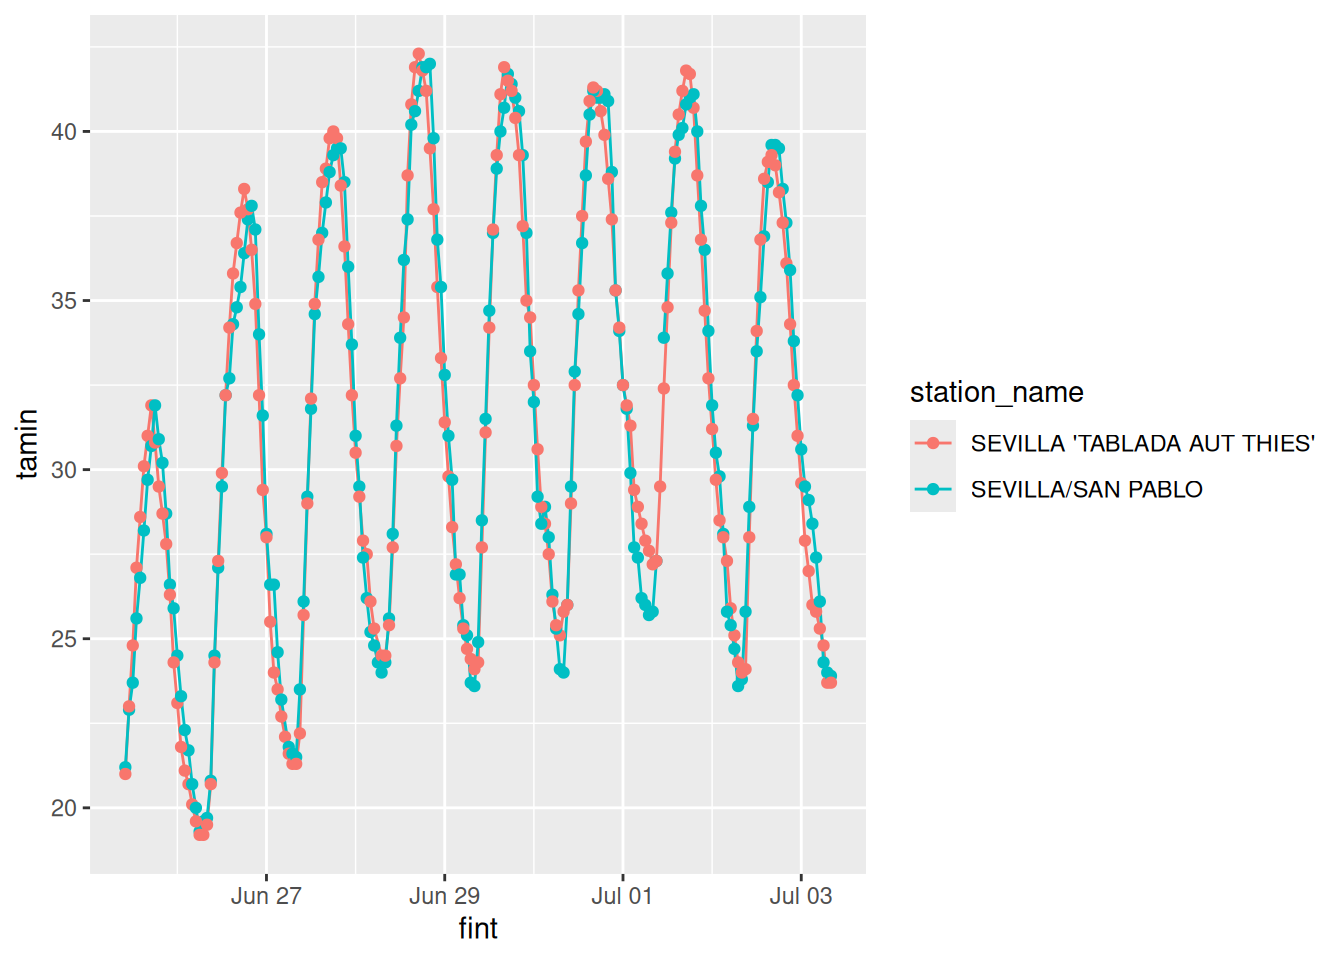 tamin
40
35
30
25
20
Jun 27
Jun 29
Jul 01
Jul 03
fint
station_name
SEVILLA 'TABLADA AUT THIES'
SEVILLA/SAN PABLO